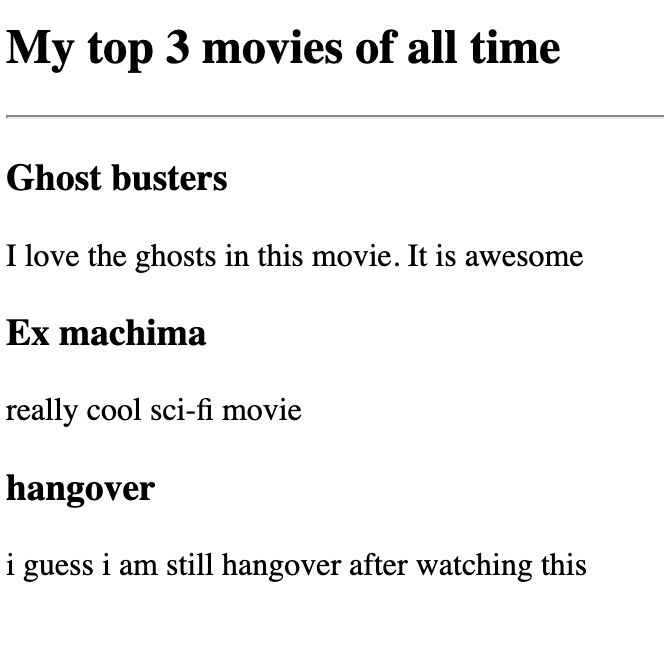 My top 3 movies of all time
Ghost busters
I love the ghosts in this movie. It is awesome
Ex machima
really cool sci-fi movie
hangover
i guess i am still hangover after watching this